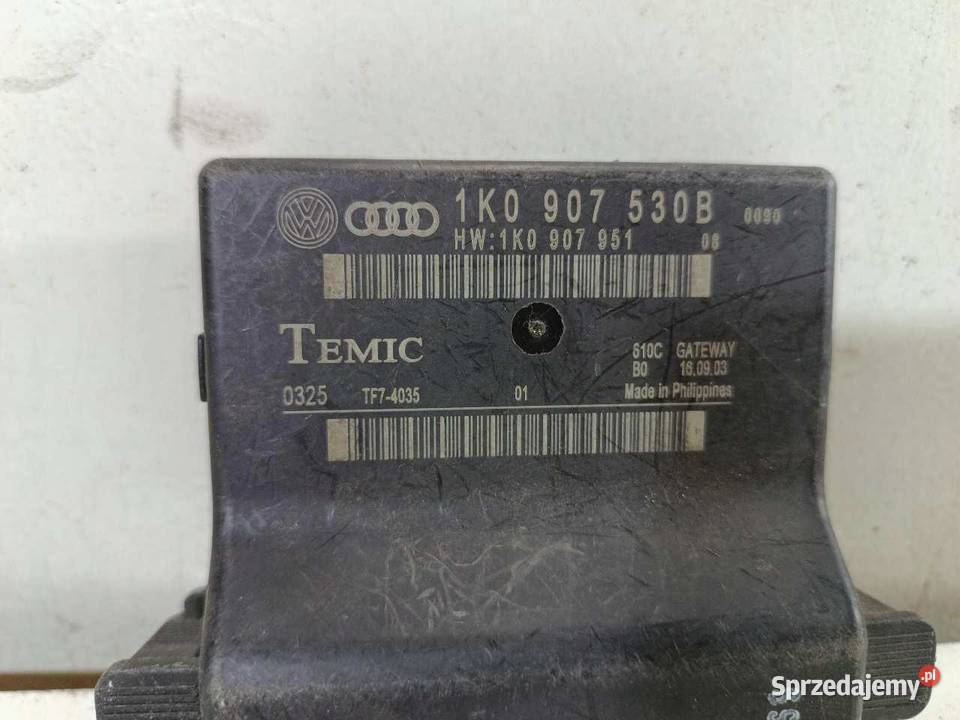 1K0 907 530B 0090
HW:1K0 907 951 06
TEMIC
610C GATEWAY
B0 16.09.03
0325 TF7-4035 01 Made in Philippines
Sprzedajemy.pl